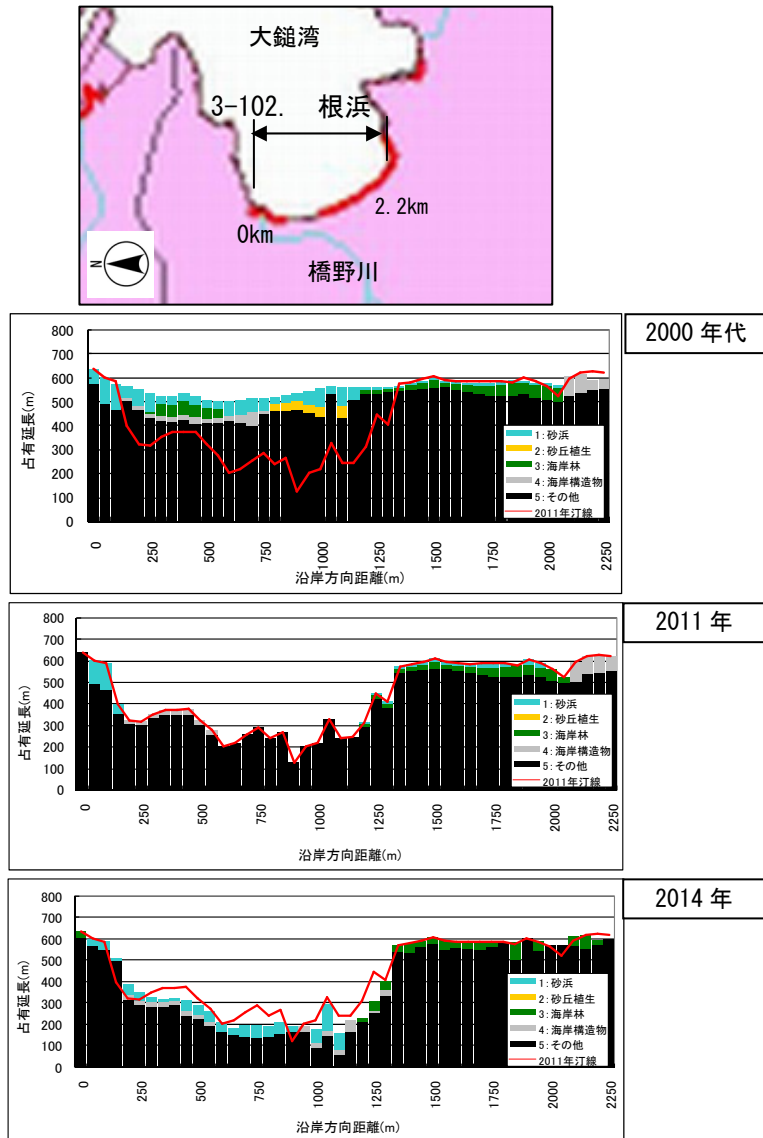 大鎚湾
3-102. 根浜
2.2km
0km
橋野川
N
2000 年代
800
700
600
500
400
300
200
100
0
占有延長(m)
1:砂浜
2:砂丘植生
3:海岸林
4:海岸構造物
5:その他
2011年汀線
0
250
500
750
1000
1250
1500
1750
2000
2250
沿岸方向距離(m)
2011 年
800
700
600
500
400
300
200
100
0
占有延長(m)
1:砂浜
2:砂丘植生
3:海岸林
4:海岸構造物
5:その他
2011年汀線
0
250
500
750
1000
1250
1500
1750
2000
2250
沿岸方向距離(m)
2014 年
800
700
600
500
400
300
200
100
0
占有延長(m)
1:砂浜
2:砂丘植生
3:海岸林
4:海岸構造物
5:その他
2011年汀線
0
250
500
750
1000
1250
1500
1750
2000
2250
沿岸方向距離(m)